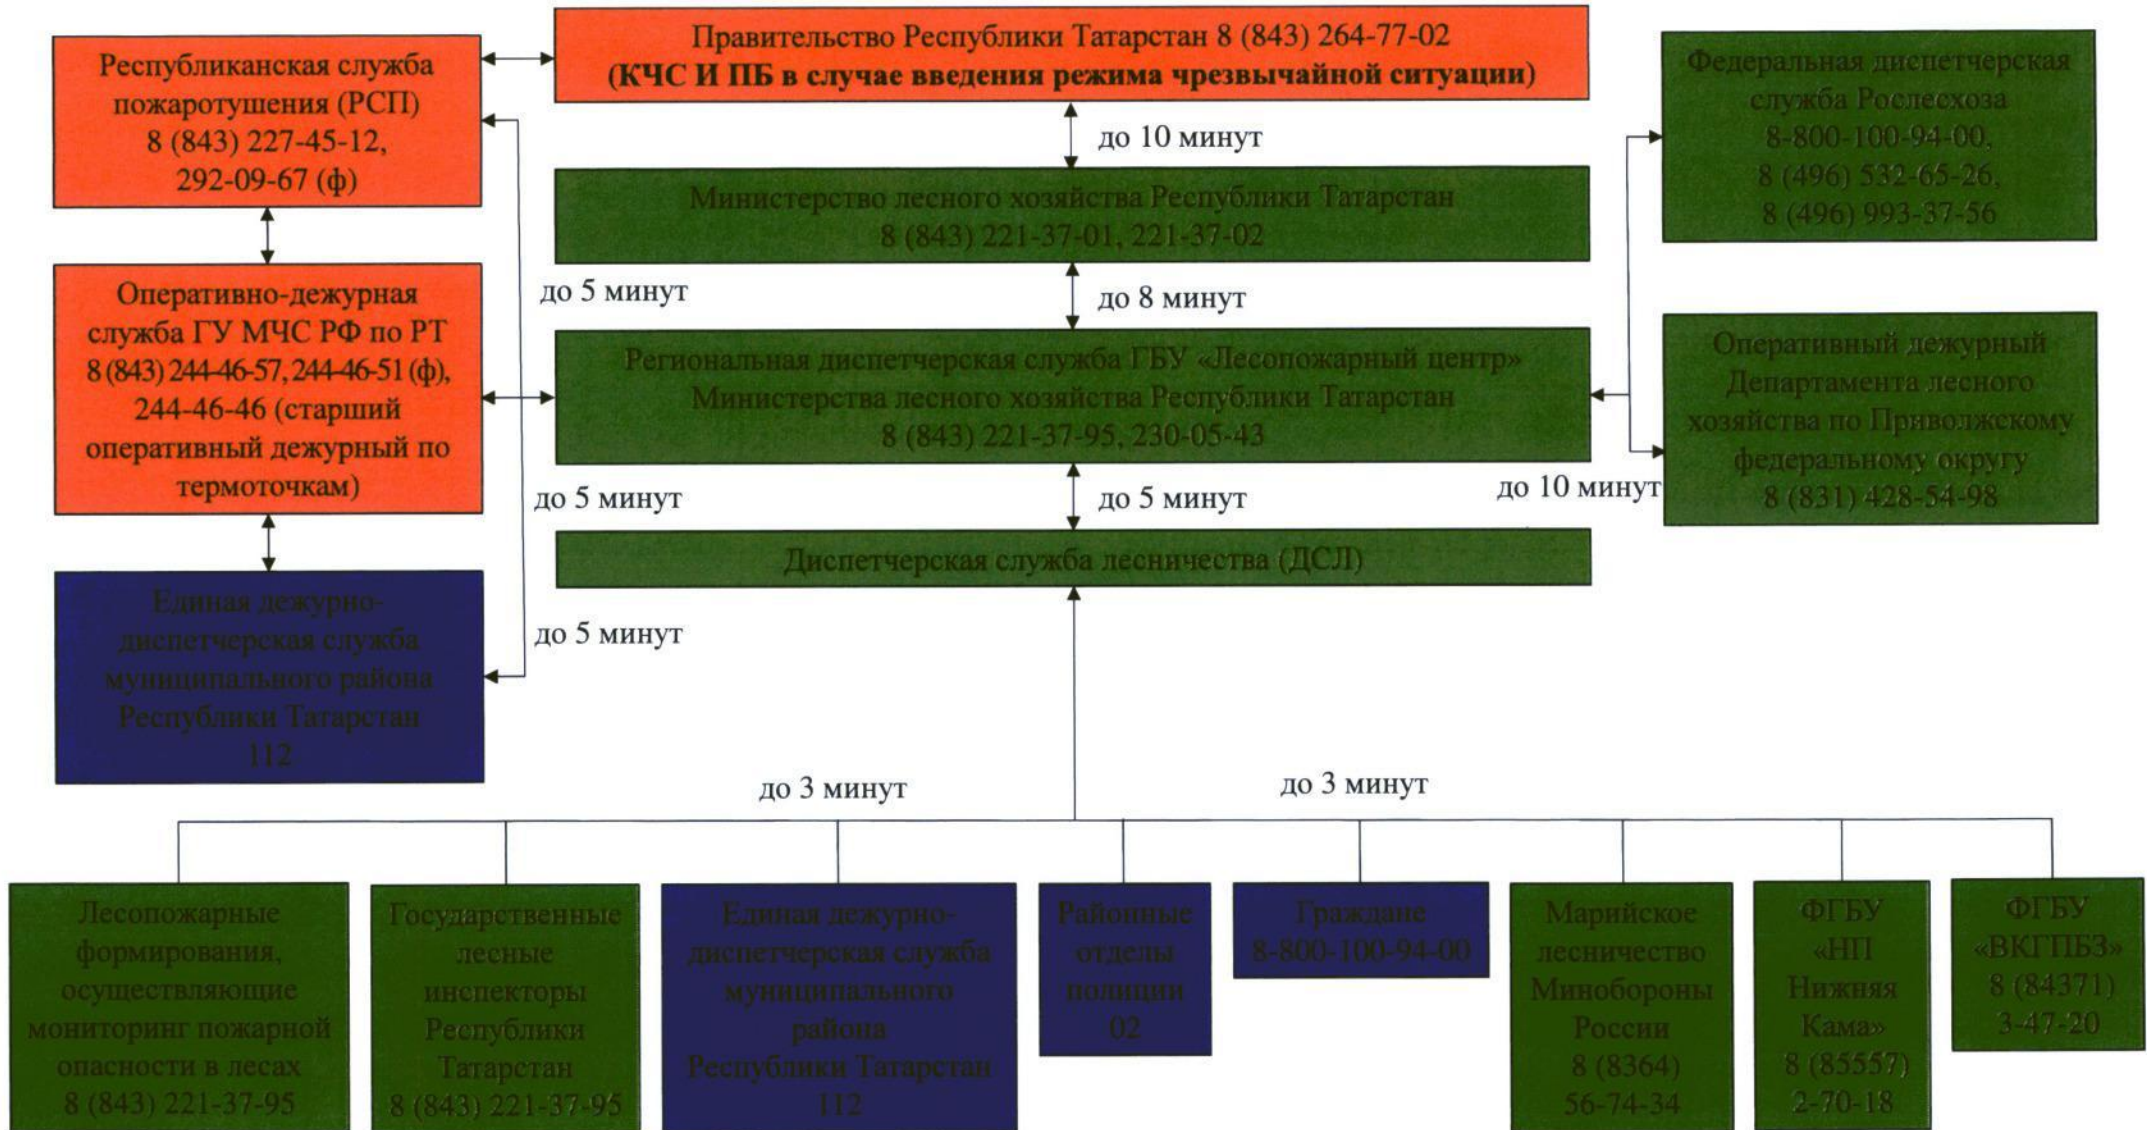 Правительство Республики Татарстан 8 (843) 264-77-02
(КЧС И ПБ в случае введения режима чрезвычайной ситуации)
Республиканская служба
пожаротушения (РСП)
8 (843) 227-45-12,
292-09-67 (ф)
Федеральная диспетчерская
служба Рослесхоза
8-800-100-94-00,
8 (496) 532-65-26,
8 (496) 993-37-56
до 10 минут
Министерство лесного хозяйства Республики Татарстан
8 (843) 221-37-01, 221-37-02
до 5 минут
до 8 минут
Оперативно-дежурная
служба ГУ МЧС РФ по РТ
8 (843) 244-46-57, 244-46-51 (ф),
244-46-46 (старший
оперативный дежурный по
термоточкам)
Региональная диспетчерская служба ГБУ «Лесопожарный центр»
Министерства лесного хозяйства Республики Татарстан
8 (843) 221-37-95, 230-05-43
Оперативный дежурный
Департамента лесного
хозяйства по Приволжскому
федеральному округу
8 (831) 428-54-98
до 5 минут
до 5 минут
до 10 минут
Диспетчерская служба лесничества (ДСЛ)
Единая дежурно-
диспетчерская служба
муниципального района
Республики Татарстан
112
до 5 минут
до 3 минут
до 3 минут
Лесопожарные
формирования,
осуществляющие
мониторинг пожарной
опасности в лесах
8 (843) 221-37-95
Государственные
лесные
инспекторы
Республики
Татарстан
8 (843) 221-37-95
Единая дежурно-
диспетчерская служба
муниципального
района
Республики Татарстан
112
Районные
отделы
полиции
02
Граждане
8-800-100-94-00
Марийское
лесничество
Минобороны
России
8 (8364)
56-74-34
ФГБУ
«НП
Нижняя
Кама»
8 (85557)
2-70-18
ФГБУ
«ВКГПБЗ»
8 (84371)
3-47-20